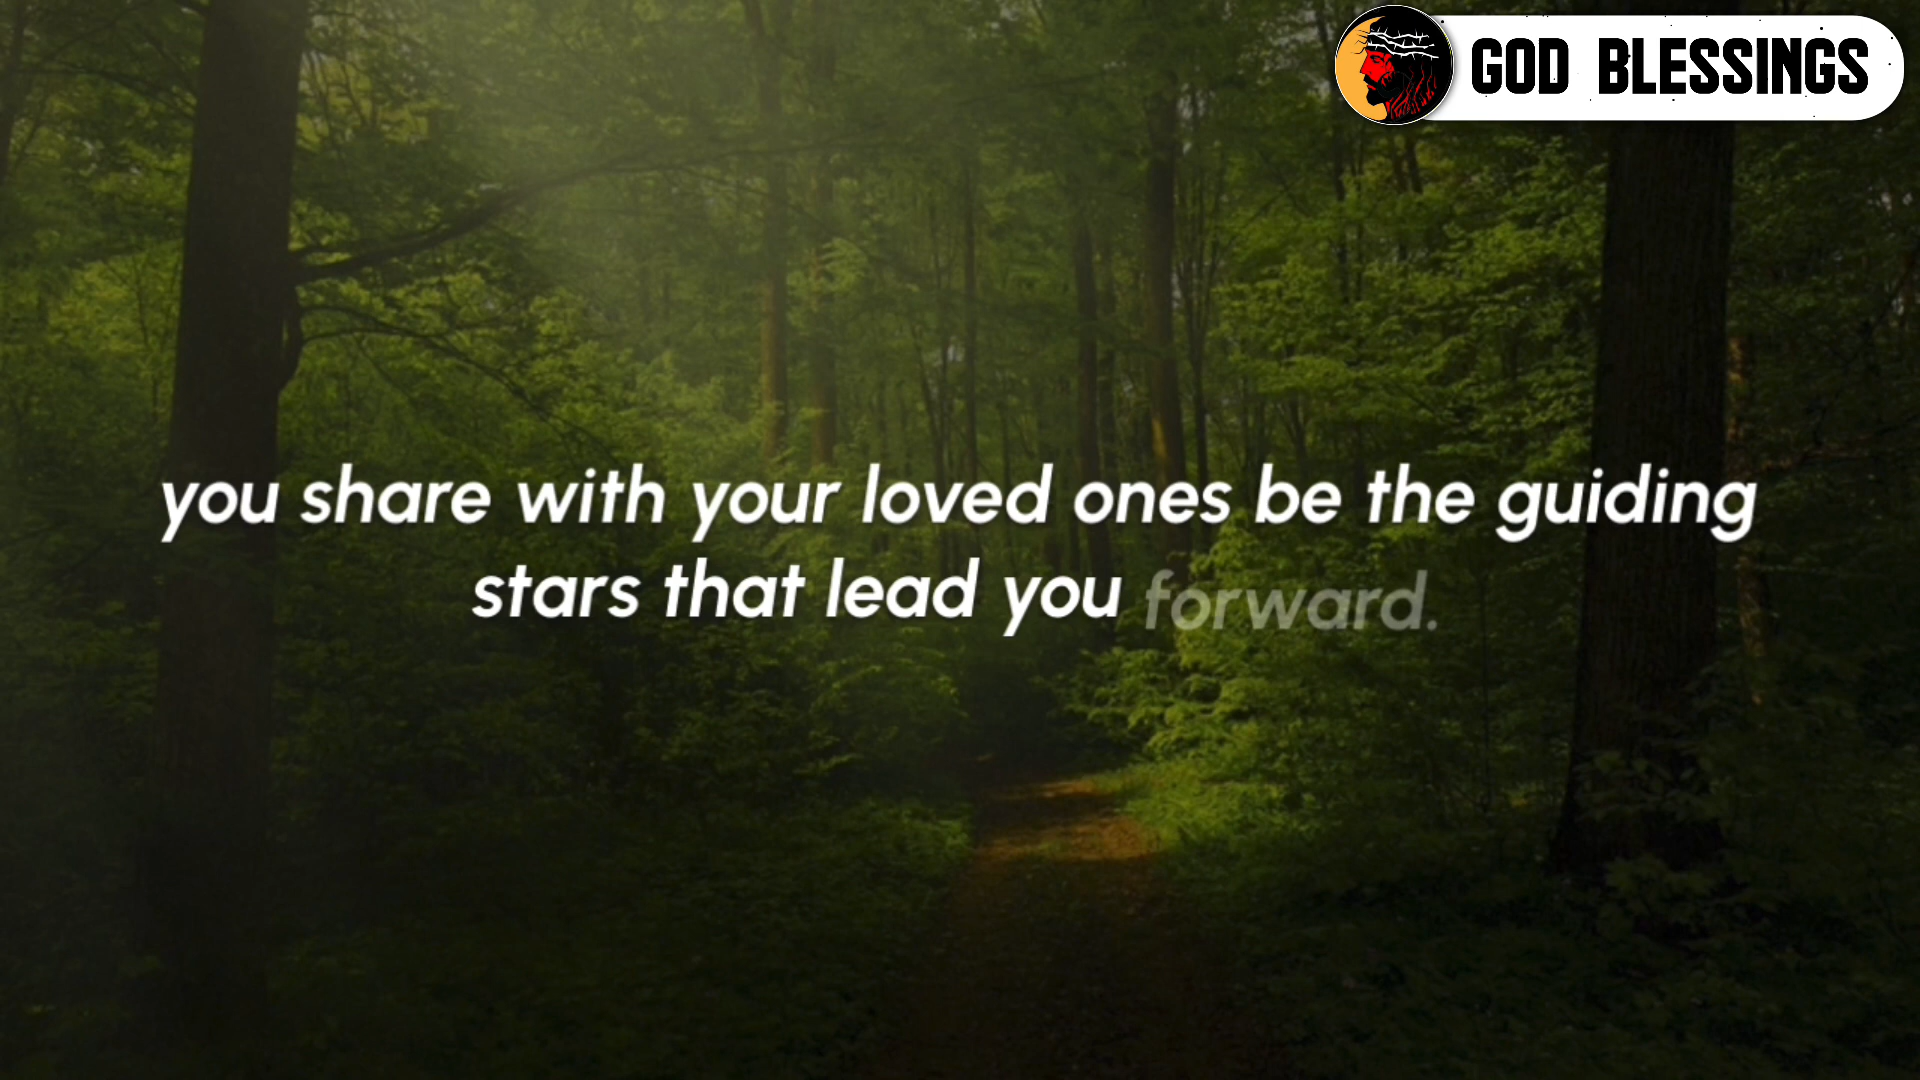 GOD BLESSINGS
you share with your loved ones be the guiding
stars that lead you forward.